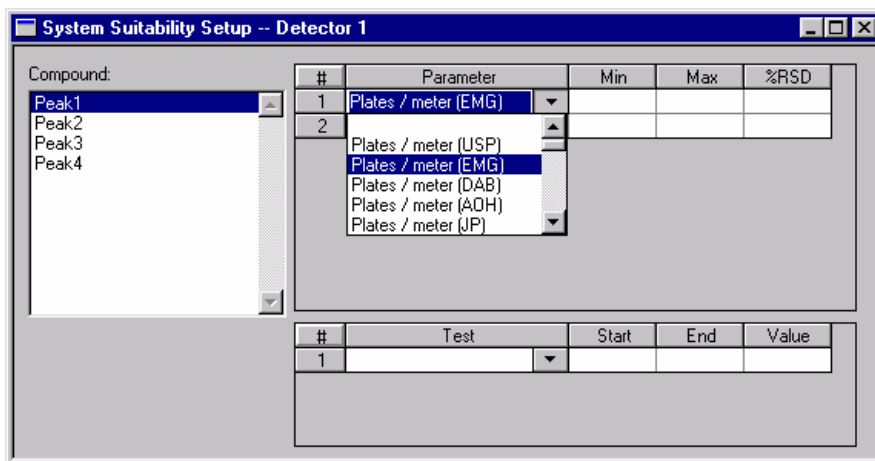 System Suitability Setup -- Detector 1
Compound:
Peak1
Peak2
Peak3
Peak4
# Parameter Min Max %RSD
1 Plates / meter (EMG)
2
Plates / meter (USP)
Plates / meter (EMG)
Plates / meter (DAB)
Plates / meter (AOH)
Plates / meter (JP)
# Test Start End Value
1